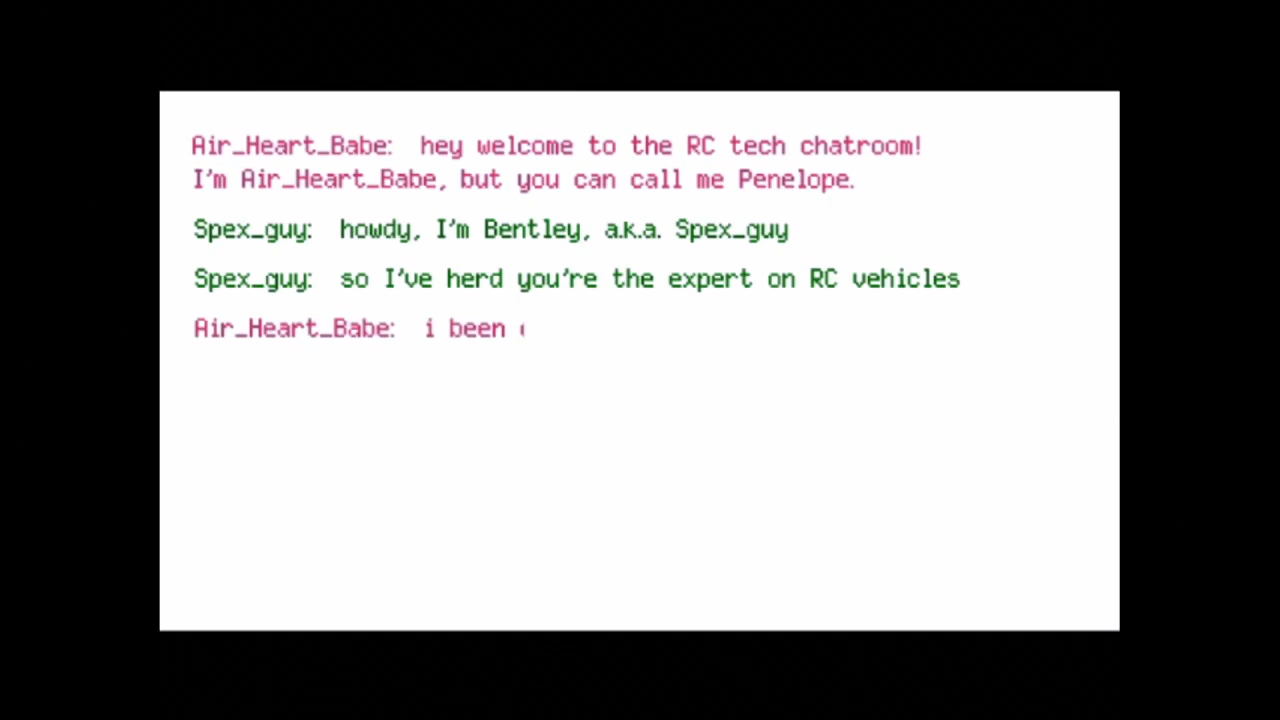 Air_Heart_Babe: hey welcome to the RC tech chatroom!
I'm Air_Heart_Babe, but you can call me Penelope.
Spex_guy: howdy, I'm Bentley, a.k.a. Spex_guy
Spex_guy: so I've herd you're the expert on RC vehicles
Air_Heart_Babe: i been